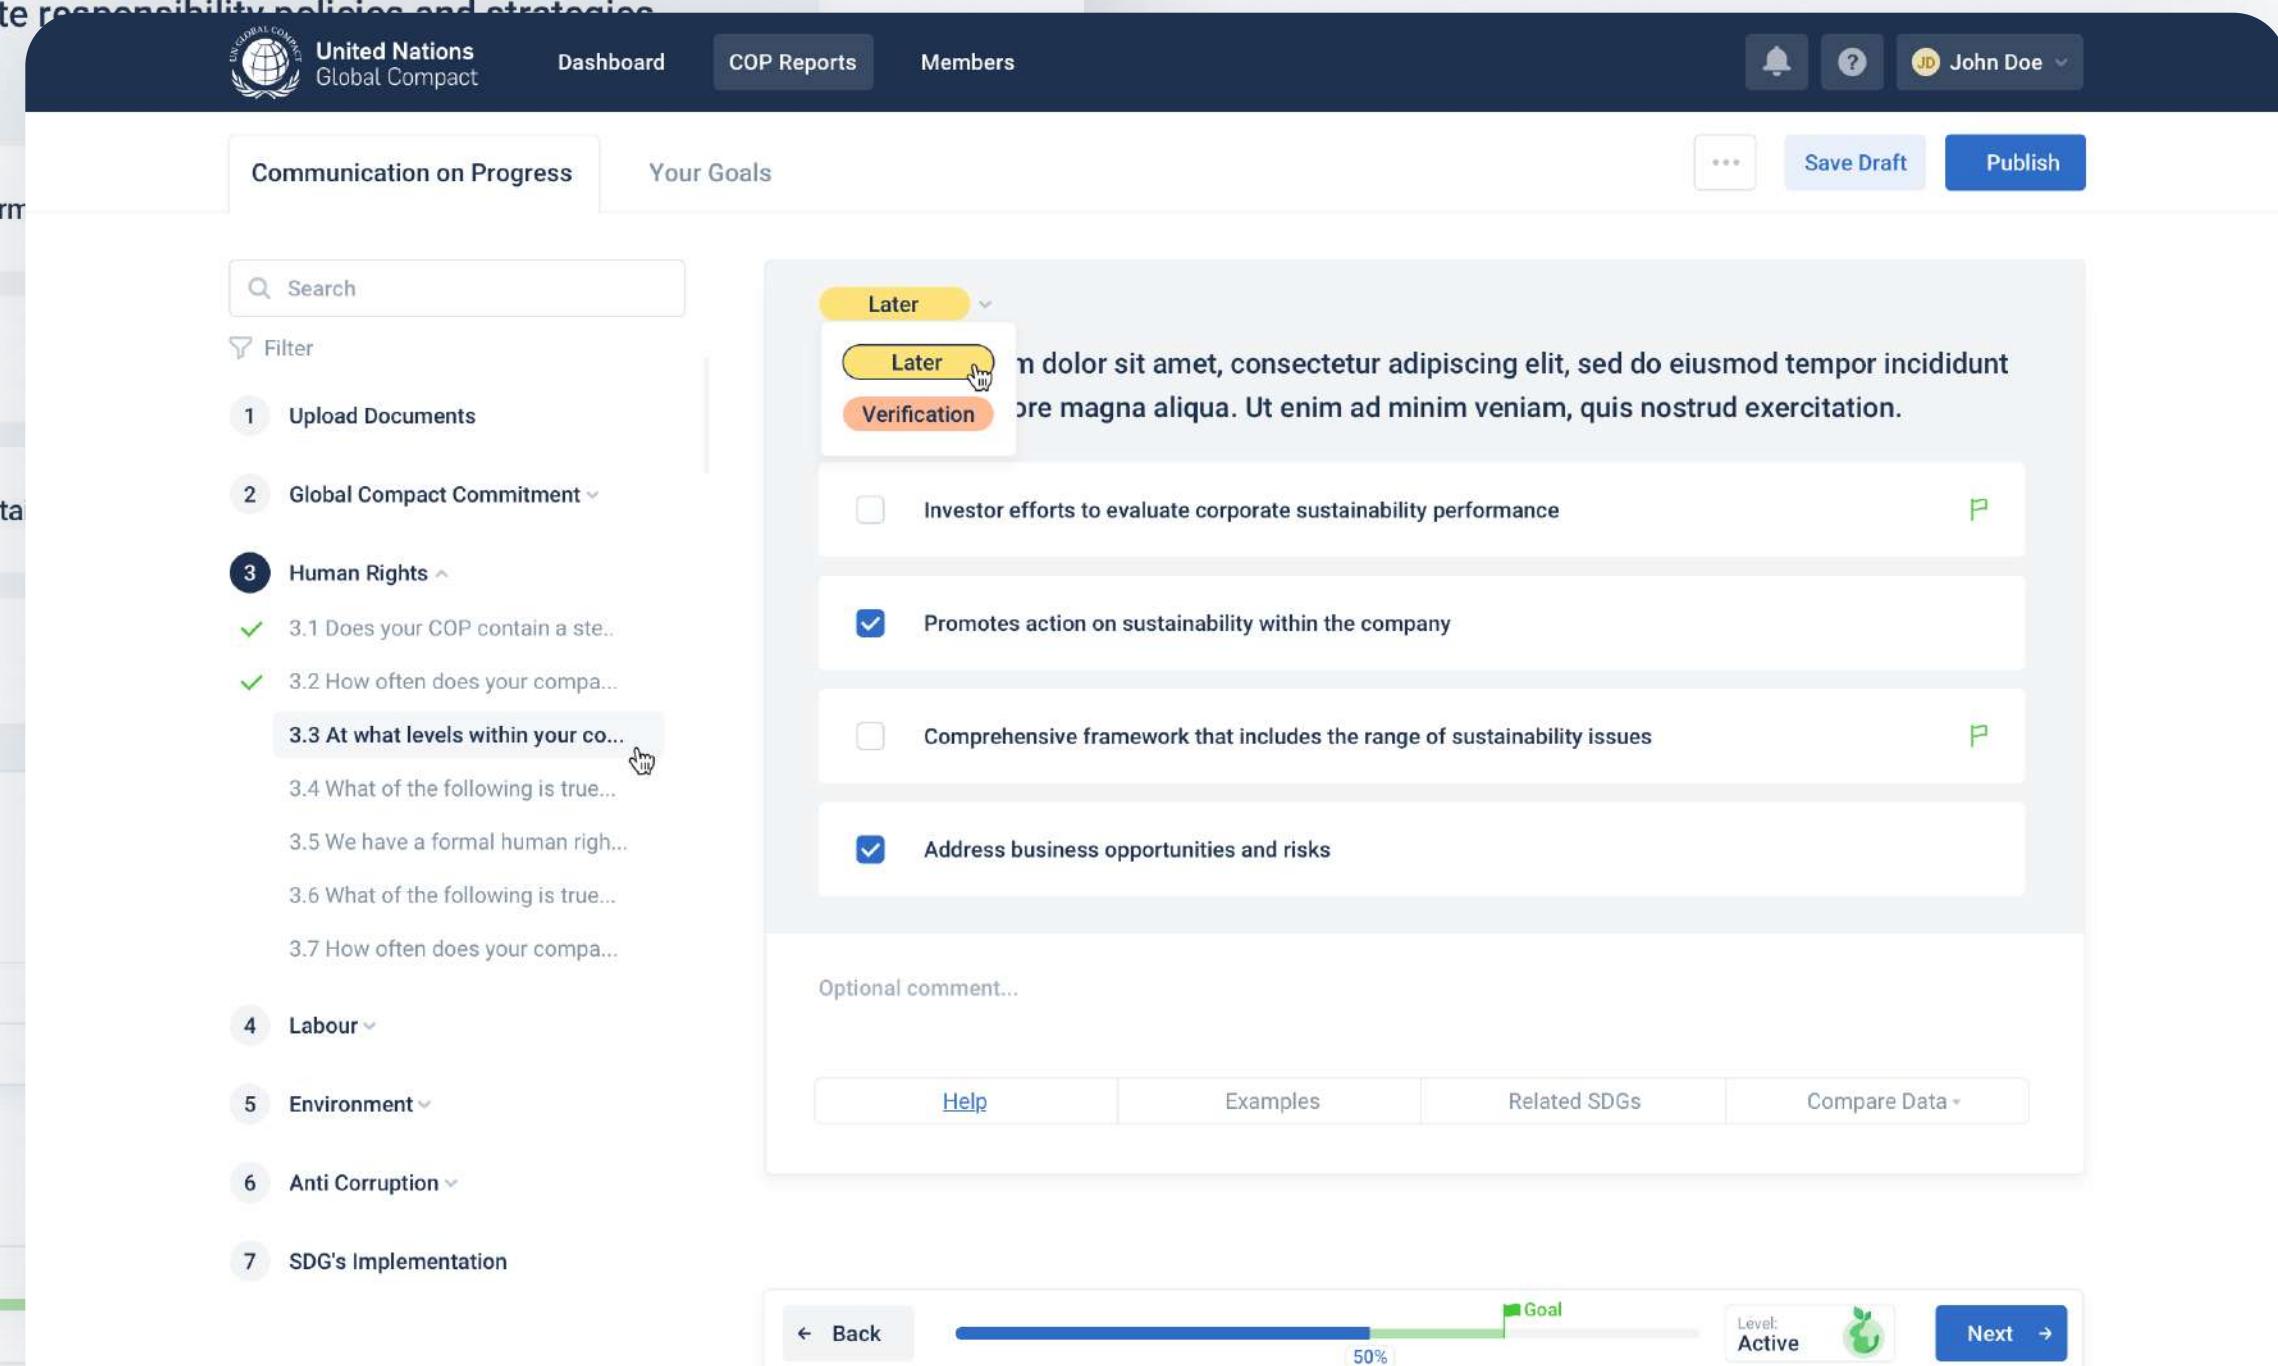 te responsibility policies and strategies
United Nations
Global Compact
Dashboard
COP Reports
Members
JD
John Doe
Communication on Progress
Your Goals
Save Draft
Publish
rm
tai
Search
Filter
1 Upload Documents
2 Global Compact Commitment
3 Human Rights
3.1 Does your COP contain a ste..
3.2 How often does your compa...
3.3 At what levels within your co...
3.4 What of the following is true...
3.5 We have a formal human righ...
3.6 What of the following is true...
3.7 How often does your compa...
4 Labour
5 Environment
6 Anti Corruption
7 SDG's Implementation
Later
Later
Verification
m dolor sit amet, consectetur adipiscing elit, sed do eiusmod tempor incididunt
ore magna aliqua. Ut enim ad minim veniam, quis nostrud exercitation.
Investor efforts to evaluate corporate sustainability performance
Promotes action on sustainability within the company
Comprehensive framework that includes the range of sustainability issues
Address business opportunities and risks
Optional comment...
Help
Examples
Related SDGs
Compare Data
← Back
Goal
50%
Level:
Active
Next →